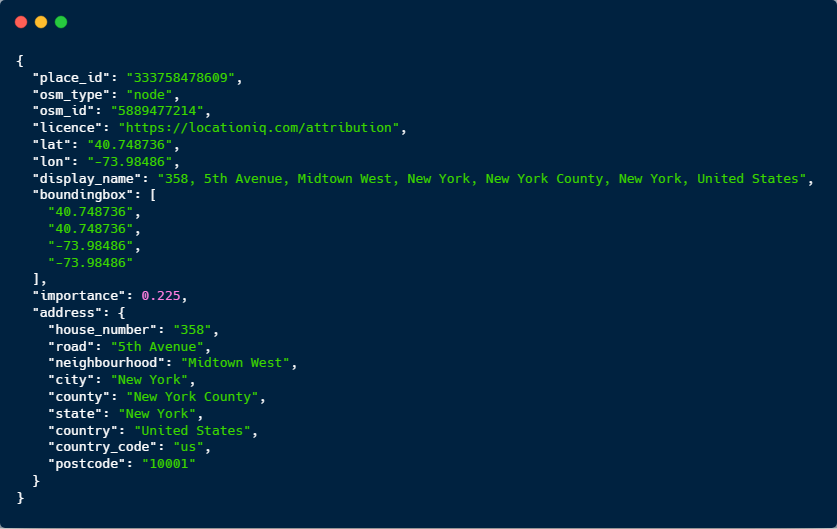 {
  "place_id": "333758478609",
  "osm_type": "node",
  "osm_id": "5889477214",
  "licence": "https://locationiq.com/attribution",
  "lat": "40.748736",
  "lon": "-73.98486",
  "display_name": "358, 5th Avenue, Midtown West, New York, New York County, New York, United States",
  "boundingbox": [
    "40.748736",
    "40.748736",
    "-73.98486",
    "-73.98486"
  ],
  "importance": 0.225,
  "address": {
    "house_number": "358",
    "road": "5th Avenue",
    "neighbourhood": "Midtown West",
    "city": "New York",
    "county": "New York County",
    "state": "New York",
    "country": "United States",
    "country_code": "us",
    "postcode": "10001"
  }
}